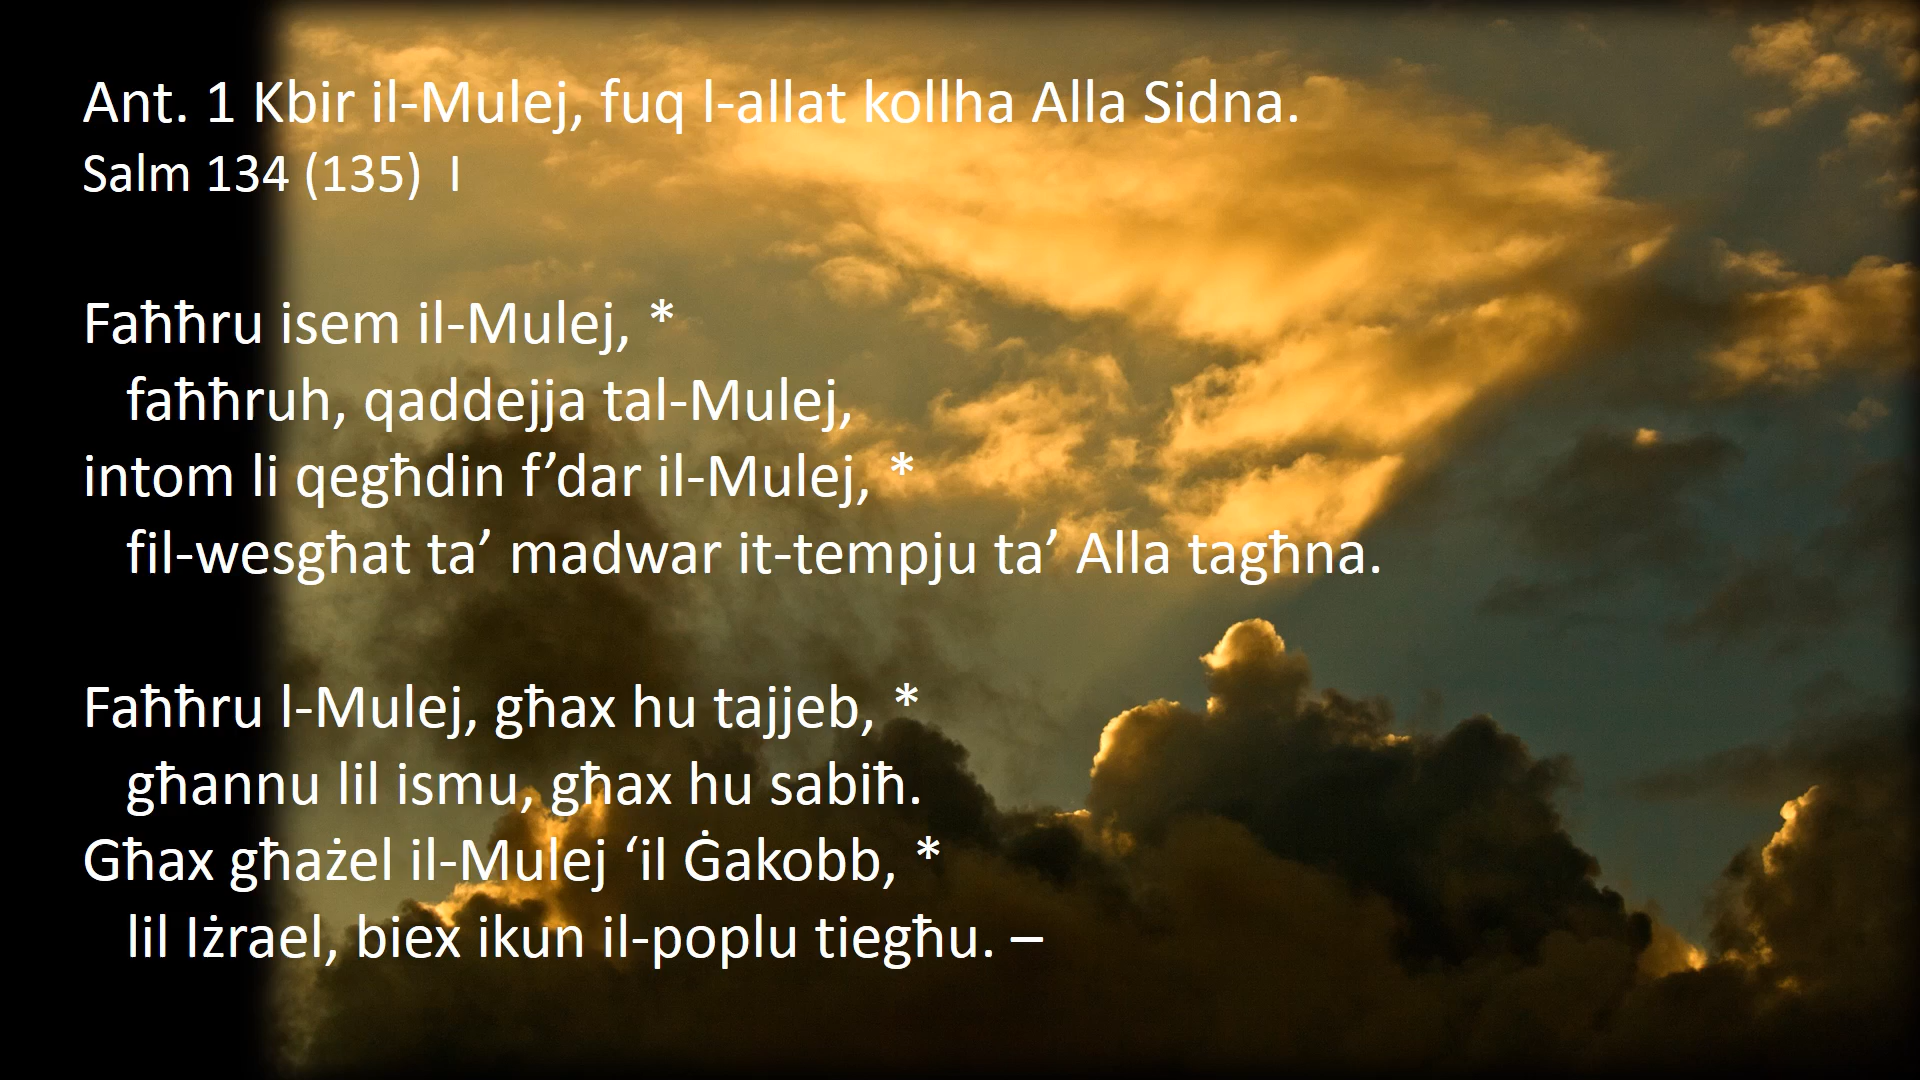 Ant. 1 Kbir il-Mulej, fuq l-allat kollha Alla Sidna.
Salm 134 (135) I
Faħħru isem il-Mulej, *
faħħruh, qaddejja tal-Mulej,
intom li qegħdin f’dar il-Mulej, *
fil-wesgħat ta’ madwar it-tempju ta’ Alla tagħna.
Faħħru l-Mulej, għax hu tajjeb, *
għannu lil ismu, għax hu sabiħ.
Għax għażel il-Mulej ‘il Ġakobb, *
lil Iżrael, biex ikun il-poplu tiegħu. –